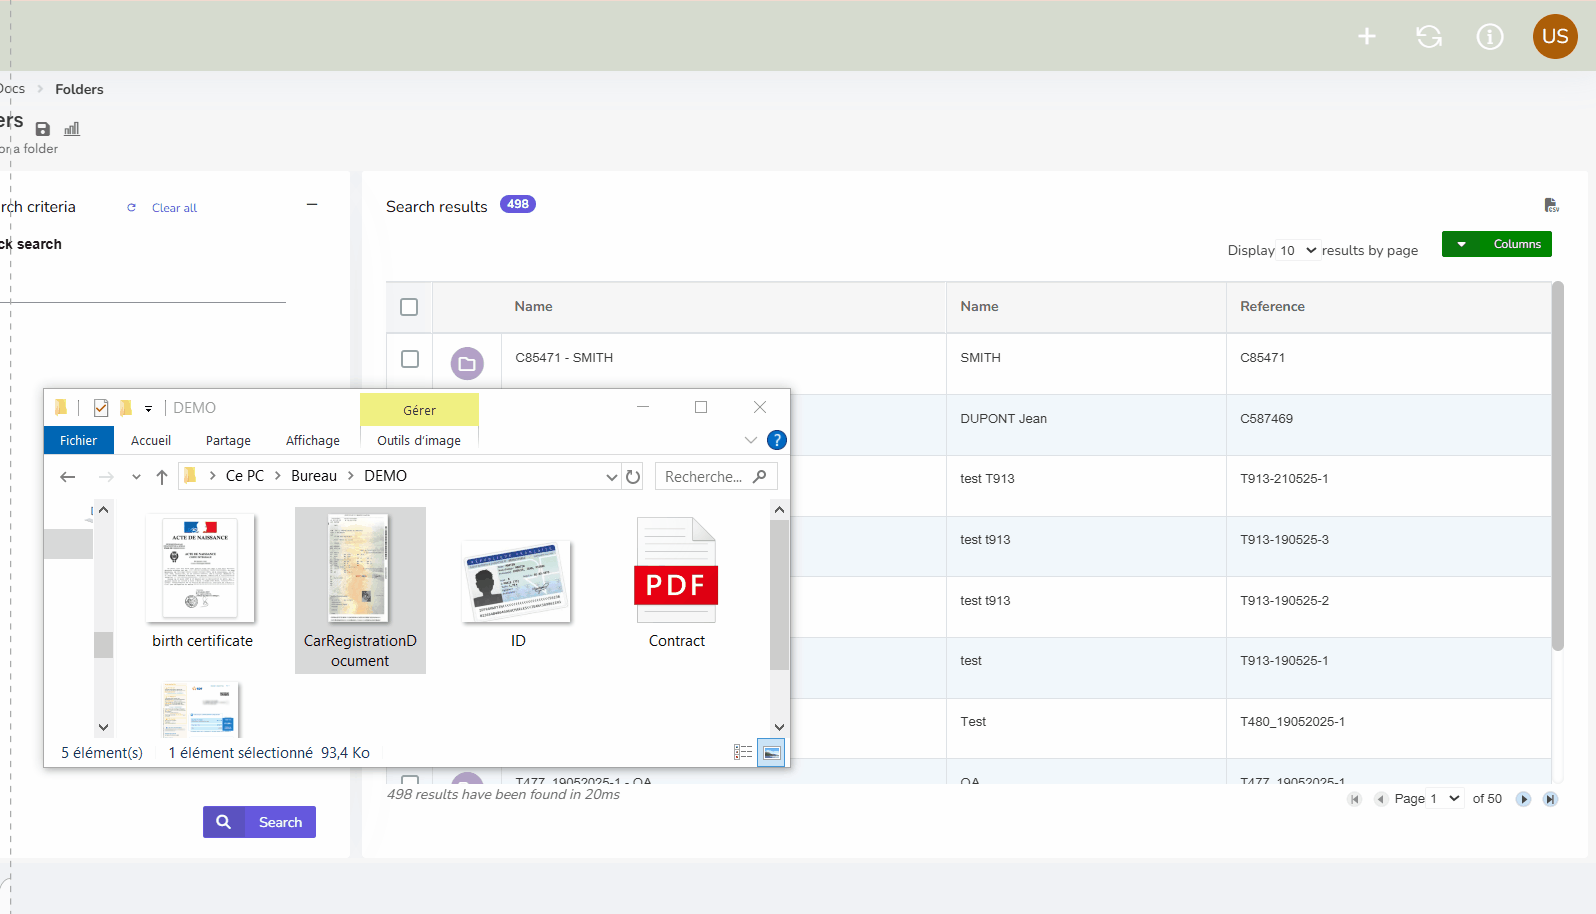 US
Docs > Folders
ers
or a folder
rch criteria
Clear all
ck search
Search
Search results 498
CSV
Display 10 results by page
Columns
Name Name Reference
C85471 - SMITH SMITH C85471
DUPONT Jean C587469
test T913 T913-210525-1
test t913 T913-190525-3
test t913 T913-190525-2
test T913-190525-1
Test T480_19052025-1
T477_19052025-1 - QA QA T477_19052025-1
498 results have been found in 20ms
Page 1 of 50
DEMO
Gérer
Fichier Accueil Partage Affichage Outils d'image
?
Ce PC > Bureau > DEMO
Recherche...
ACTE DE NAISSANCE
PDF
birth certificate
CarRegistrationD
ocument
ID
Contract
5 élément(s) 1 élément sélectionné 93,4 Ko